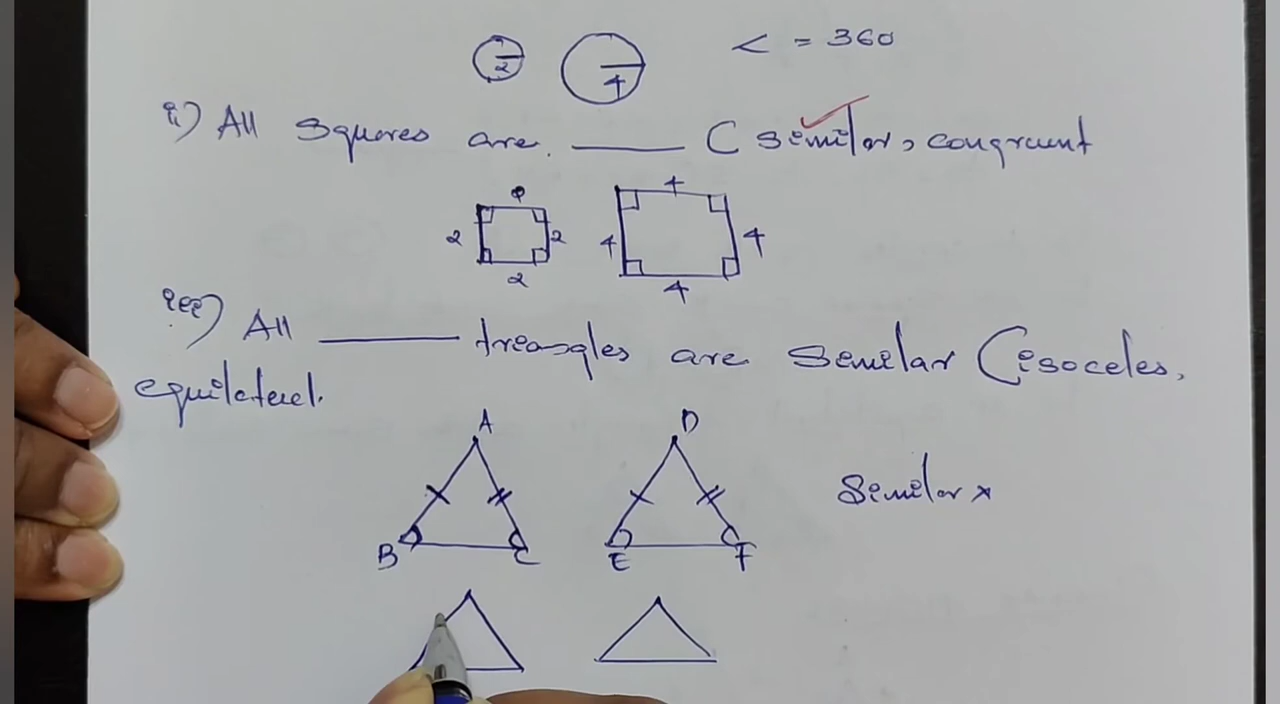 2 4 < = 360
ii) All squares are. ____ ( similar, congruent
2 2 2 4 4 4 4
iii) All ____ triangles are similar (isoceles,
equilateral.
A D
similar x
B C E F